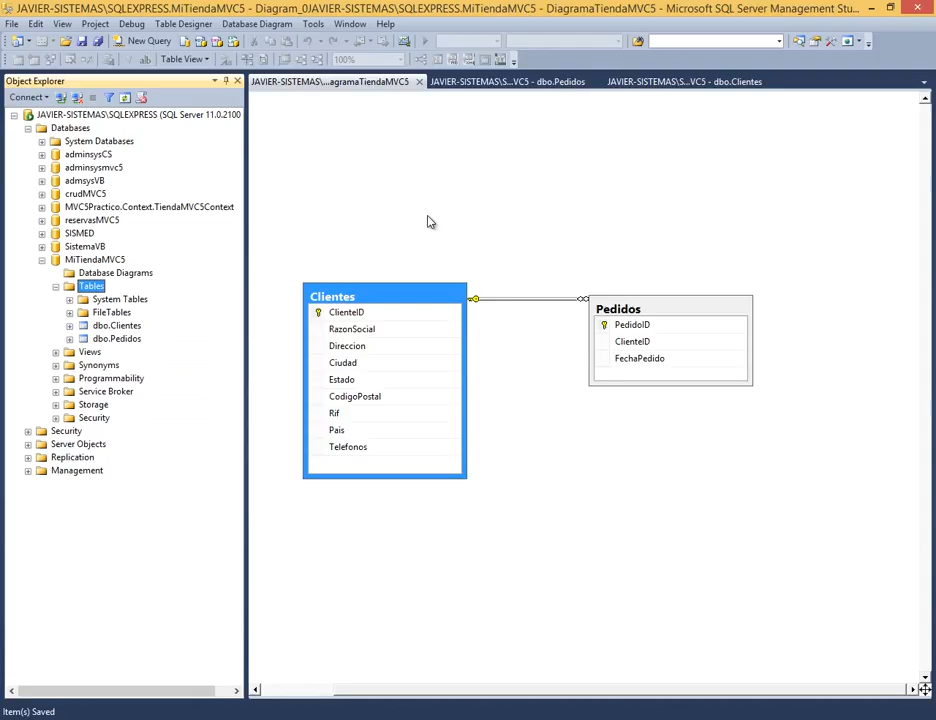 JAVIER-SISTEMAS\SQLEXPRESS.MiTiendaMVC5 - Diagram_0JAVIER-SISTEMAS\SQLEXPRESS.MiTiendaMVC5 - DiagramaTiendaMVC5 - Microsoft SQL Server Management Stu...
File Edit View Project Debug Table Designer Database Diagram Tools Window Help
New Query
Table View 100%
Object Explorer
JAVIER-SISTEMAS\...agramaTiendaMVC5 JAVIER-SISTEMAS\S...VC5 - dbo.Pedidos JAVIER-SISTEMAS\S...VC5 - dbo.Clientes
Connect
JAVIER-SISTEMAS\SQLEXPRESS (SQL Server 11.0.2100
Databases
System Databases
adminsysCS
adminsysmvc5
admsysVB
crudMVC5
MVC5Practico.Context.TiendaMVC5Context
reservasMVC5
SISMED
SistemaVB
MiTiendaMVC5
Database Diagrams
Tables
System Tables
FileTables
dbo.Clientes
dbo.Pedidos
Views
Synonyms
Programmability
Service Broker
Storage
Security
Security
Server Objects
Replication
Management
Clientes
ClienteID
RazonSocial
Direccion
Ciudad
Estado
CodigoPostal
Rif
Pais
Telefonos
Pedidos
PedidoID
ClienteID
FechaPedido
Item(s) Saved